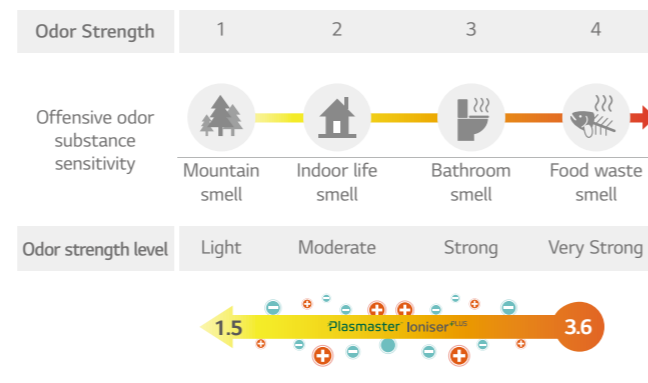 Odor Strength 1 2 3 4
Offensive odor
substance
sensitivity
Mountain
smell
Indoor life
smell
Bathroom
smell
Food waste
smell
Odor strength level Light Moderate Strong Very Strong
1.5 Plasmaster Ioniser PLUS 3.6